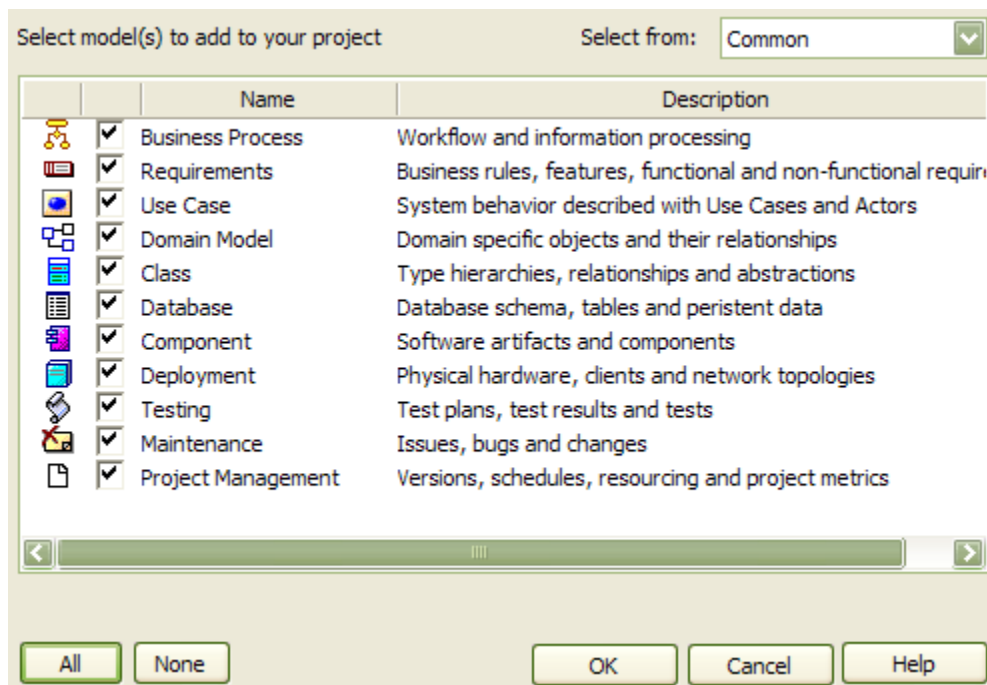 Select model(s) to add to your project Select from: Common
Name Description
Business Process Workflow and information processing
Requirements Business rules, features, functional and non-functional
Use Case System behavior described with Use Cases and Actors
Domain Model Domain specific objects and their relationships
Class Type hierarchies, relationships and abstractions
Database Database schema, tables and peristent data
Component Software artifacts and components
Deployment Physical hardware, clients and network topologies
Testing Test plans, test results and tests
Maintenance Issues, bugs and changes
Project Management Versions, schedules, resourcing and project metrics
All None OK Cancel Help